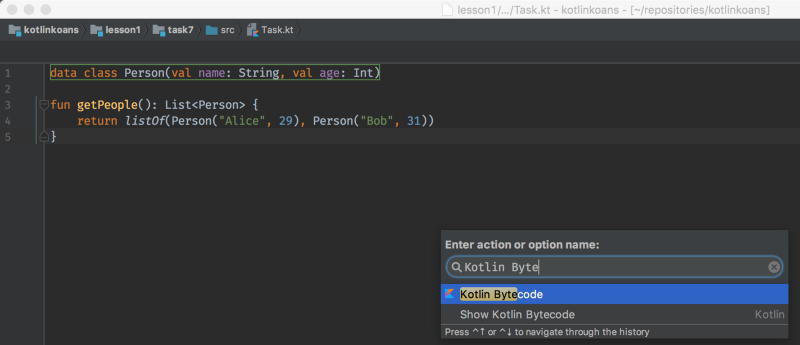 lesson1/.../Task.kt - kotlinkoans - [~/repositories/kotlinkoans]
kotlinkoans lesson1 task7 src Task.kt
1 data class Person(val name: String, val age: Int)
2
3 fun getPeople(): List<Person> {
4 return listOf(Person("Alice", 29), Person("Bob", 31))
5 }
Enter action or option name:
Kotlin Byte
Kotlin Bytecode
Show Kotlin Bytecode Kotlin
Press ^↑ or ^↓ to navigate through the history